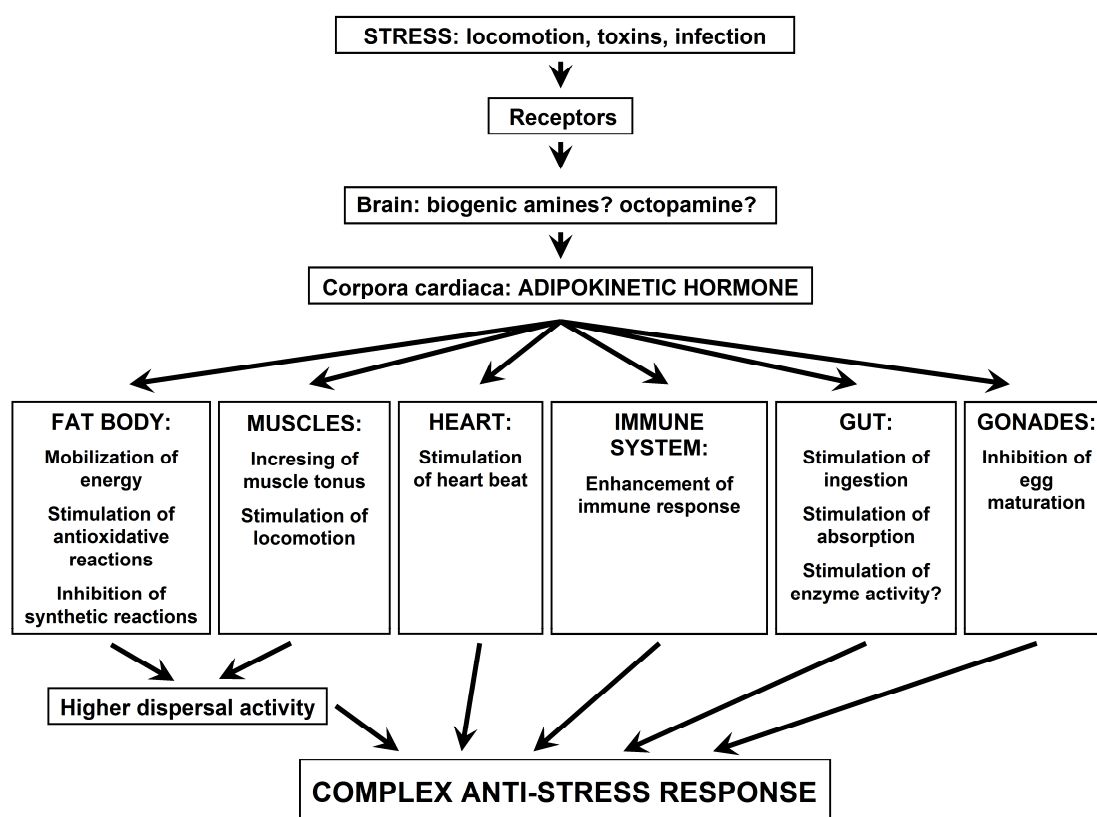 STRESS: locomotion, toxins, infection
Receptors
Brain: biogenic amines? octopamine?
Corpora cardiaca: ADIPOKINETIC HORMONE
FAT BODY:
Mobilization of
energy
Stimulation of
antioxidative
reactions
Inhibition of
synthetic reactions
MUSCLES:
Incresing of
muscle tonus
Stimulation of
locomotion
HEART:
Stimulation
of heart beat
IMMUNE
SYSTEM:
Enhancement of
immune response
GUT:
Stimulation of
ingestion
Stimulation of
absorption
Stimulation of
enzyme activity?
GONADES:
Inhibition of
egg
maturation
Higher dispersal activity
COMPLEX ANTI-STRESS RESPONSE